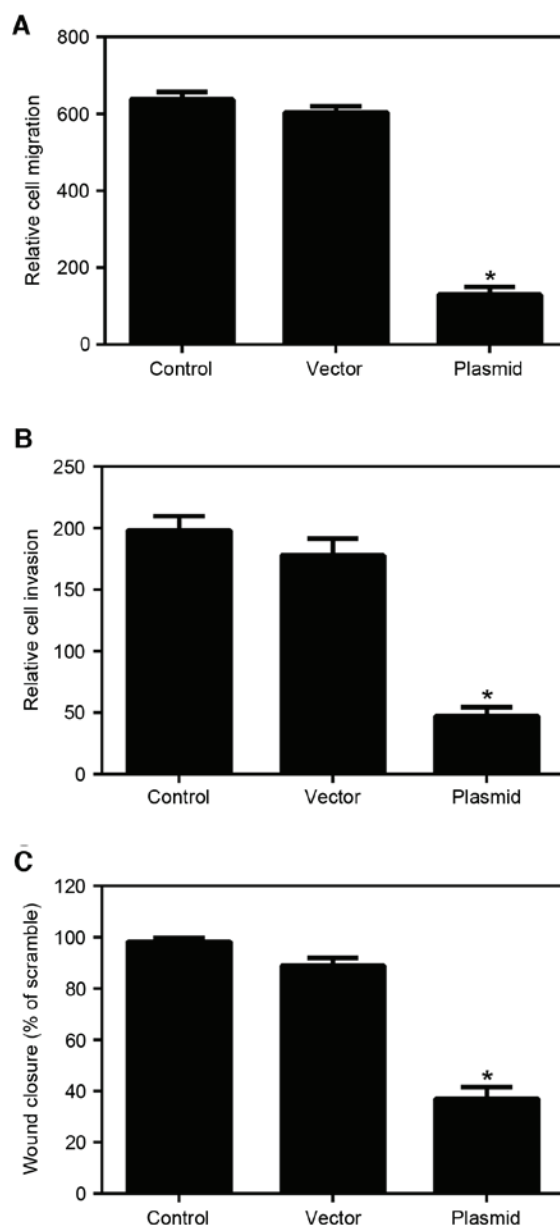 A
Relative cell migration
800
600
400
200
0
*
Control Vector Plasmid
B
Relative cell invasion
250
200
150
100
50
0
*
Control Vector Plasmid
C
Wound closure (% of scramble)
120
100
80
60
40
20
0
*
Control Vector Plasmid